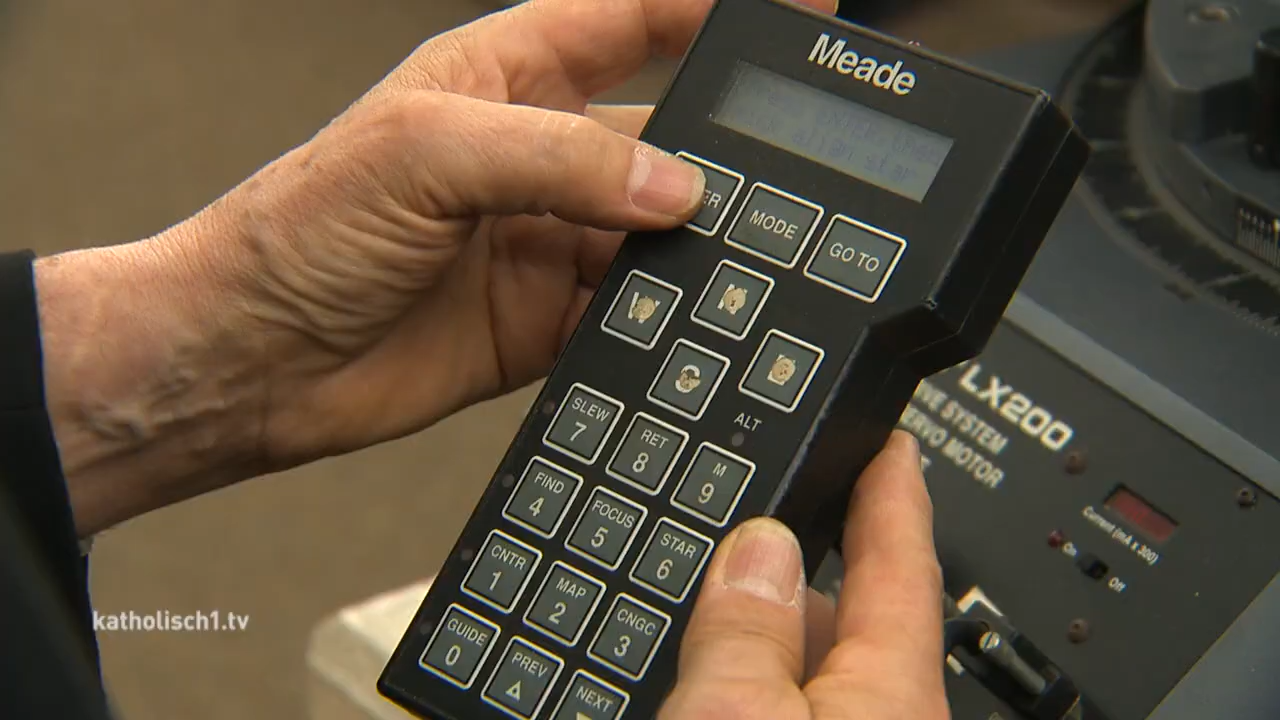 Meade
ER
MODE
GO TO
W
N
S
E
ALT
SLEW
7
RET
8
M
9
FIND
4
FOCUS
5
STAR
6
CNTR
1
MAP
2
CNGC
3
GUIDE
0
PREV
NEXT
LX200
IVE SYSTEM
ERVO MOTOR
Current (mA x 300)
On
Off
katholisch1.tv